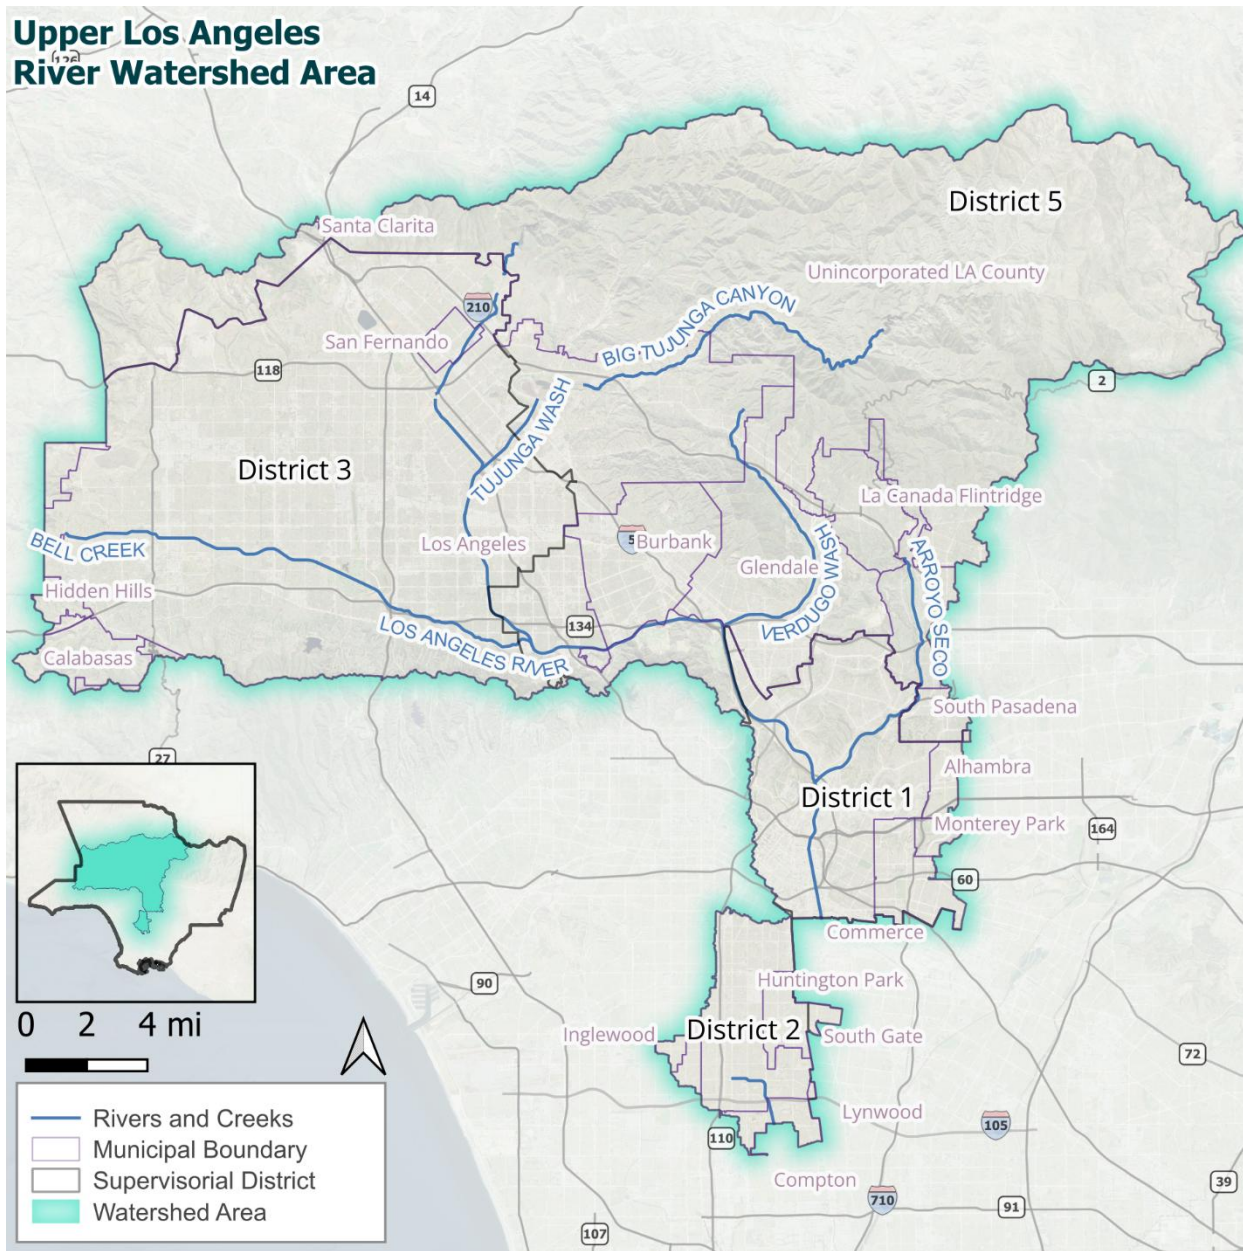 Upper Los Angeles
River Watershed Area
126
14
District 5
Santa Clarita
Unincorporated LA County
210
BIG TUJUNGA CANYON
San Fernando
118
2
TUJUNGA WASH
District 3
La Canada Flintridge
BELL CREEK
Los Angeles
5
Burbank
Glendale
VERDUGO WASH
ARROYO SECO
Hidden Hills
LOS ANGELES RIVER
134
Calabasas
South Pasadena
27
Alhambra
District 1
Monterey Park
164
60
Commerce
90
Huntington Park
0 2 4 mi
Inglewood
District 2
South Gate
72
Rivers and Creeks
Municipal Boundary
Supervisorial District
Watershed Area
Lynwood
105
110
Compton
710
39
91
107